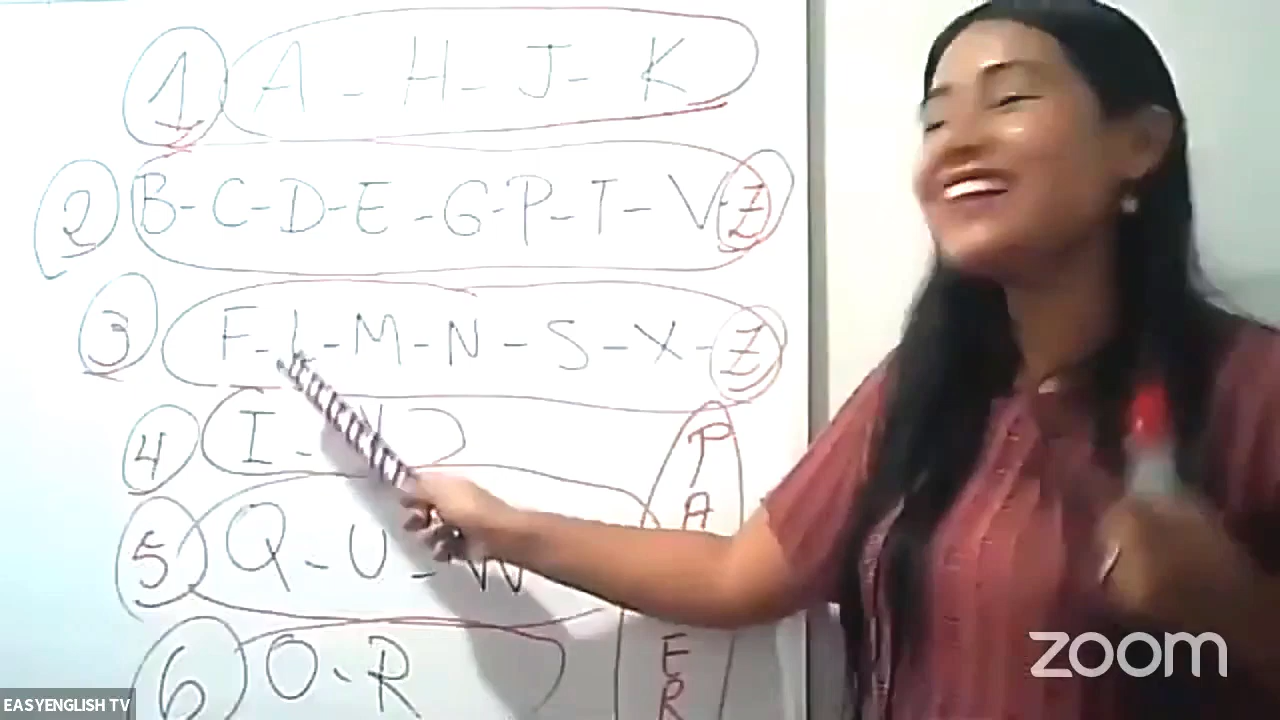 1 A - H - J - K
2 B - C - D - E - G - P - T - V - Z
3 F - L - M - N - S - X - Z
4 I -
5 Q - U - W
6 O - R
P
A
E
R
zoom
EASYENGLISH TV